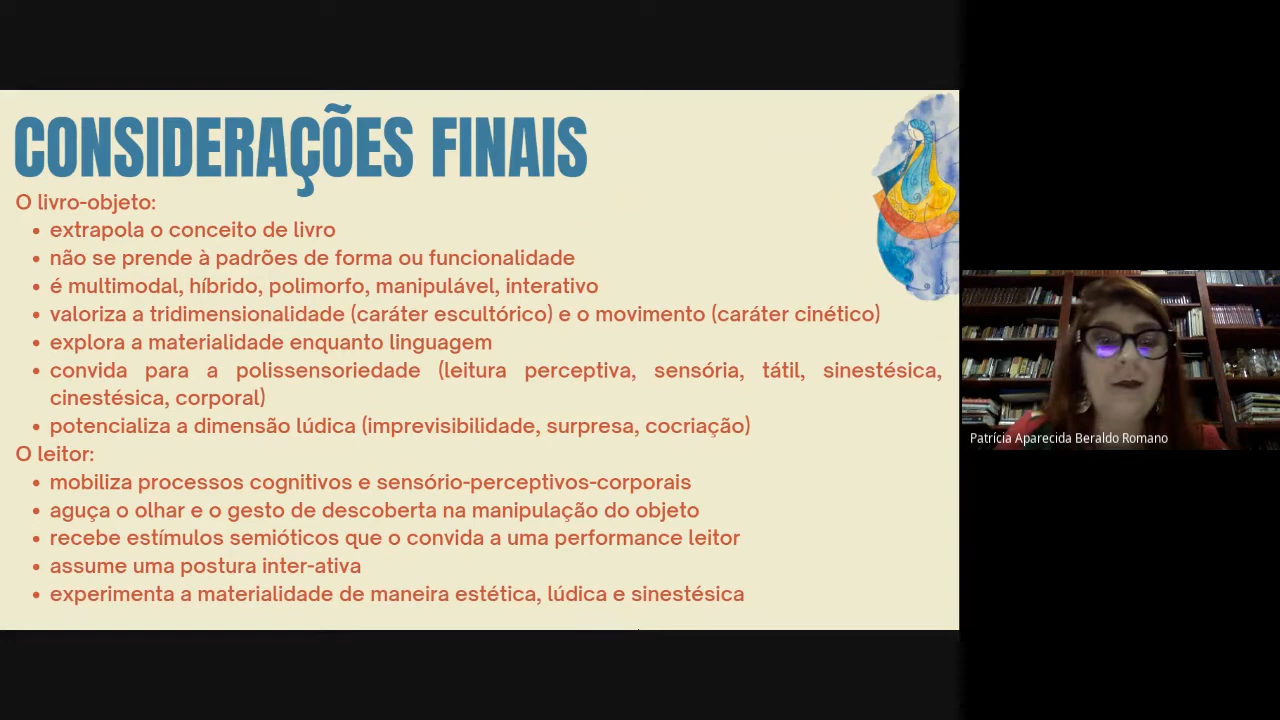 CONSIDERAÇÕES FINAIS
O livro-objeto:
• extrapola o conceito de livro
• não se prende à padrões de forma ou funcionalidade
• é multimodal, híbrido, polimorfo, manipulável, interativo
• valoriza a tridimensionalidade (caráter escultórico) e o movimento (caráter cinético)
• explora a materialidade enquanto linguagem
• convida para a polissensoriedade (leitura perceptiva, sensória, tátil, sinestésica,
cinestésica, corporal)
• potencializa a dimensão lúdica (imprevisibilidade, surpresa, cocriação)
O leitor:
• mobiliza processos cognitivos e sensório-perceptivos-corporais
• aguça o olhar e o gesto de descoberta na manipulação do objeto
• recebe estímulos semióticos que o convida a uma performance leitor
• assume uma postura inter-ativa
• experimenta a materialidade de maneira estética, lúdica e sinestésica
Patrícia Aparecida Beraldo Romano